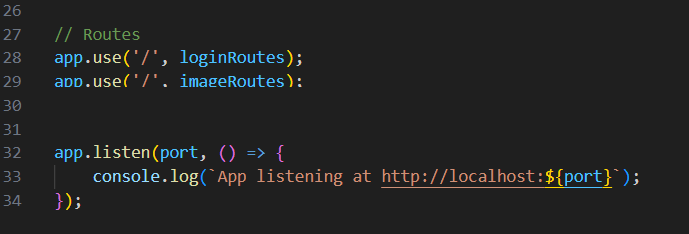 26
27 // Routes
28 app.use('/', loginRoutes);
29 app.use('/', imageRoutes);
30
31
32 app.listen(port, () => {
33 console.log(`App listening at http://localhost:${port}`);
34 });